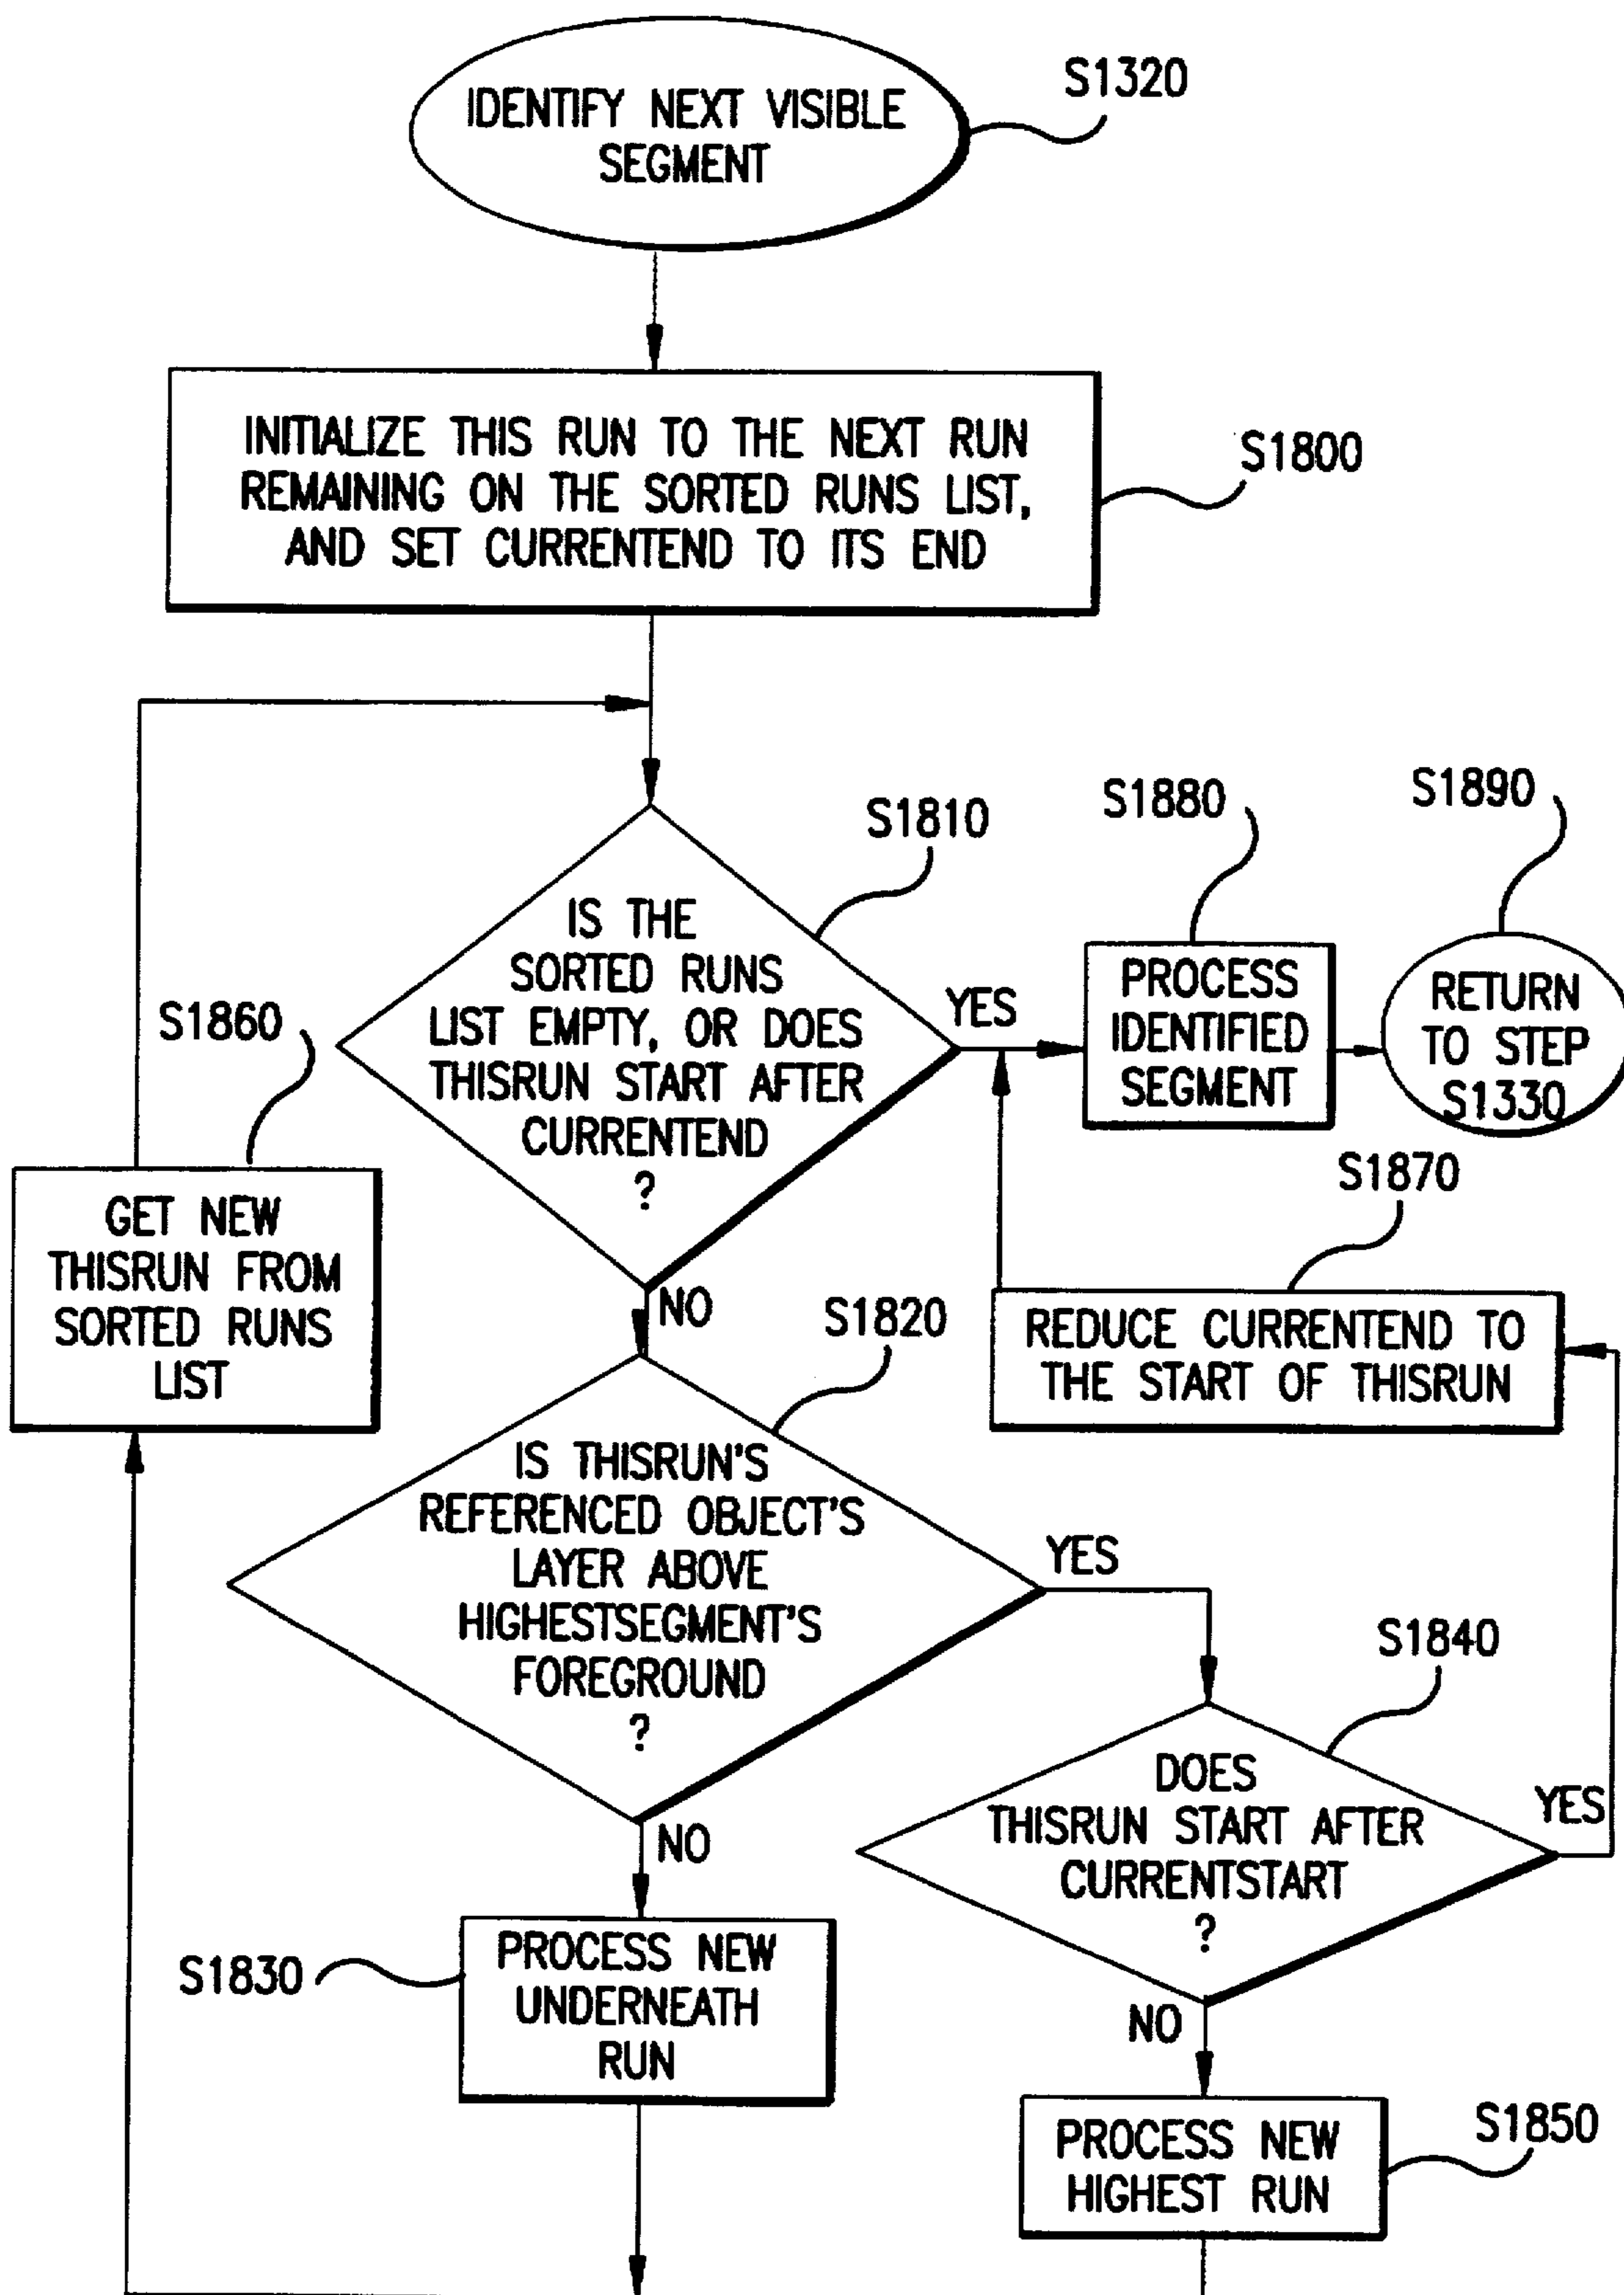 IDENTIFY NEXT VISIBLE
SEGMENT
S1320
INITIALIZE THIS RUN TO THE NEXT RUN
REMAINING ON THE SORTED RUNS LIST,
AND SET CURRENTEND TO ITS END
S1800
IS THE
SORTED RUNS
LIST EMPTY, OR DOES
THISRUN START AFTER
CURRENTEND
?
S1810
YES
S1880
PROCESS
IDENTIFIED
SEGMENT
S1890
RETURN
TO STEP
S1330
S1860
GET NEW
THISRUN FROM
SORTED RUNS
LIST
NO
S1870
REDUCE CURRENTEND TO
THE START OF THISRUN
S1820
IS THISRUN'S
REFERENCED OBJECT'S
LAYER ABOVE
HIGHESTSEGMENT'S
FOREGROUND
?
YES
S1840
DOES
THISRUN START AFTER
CURRENTSTART
?
YES
NO
S1830
PROCESS NEW
UNDERNEATH
RUN
NO
PROCESS NEW
HIGHEST RUN
S1850